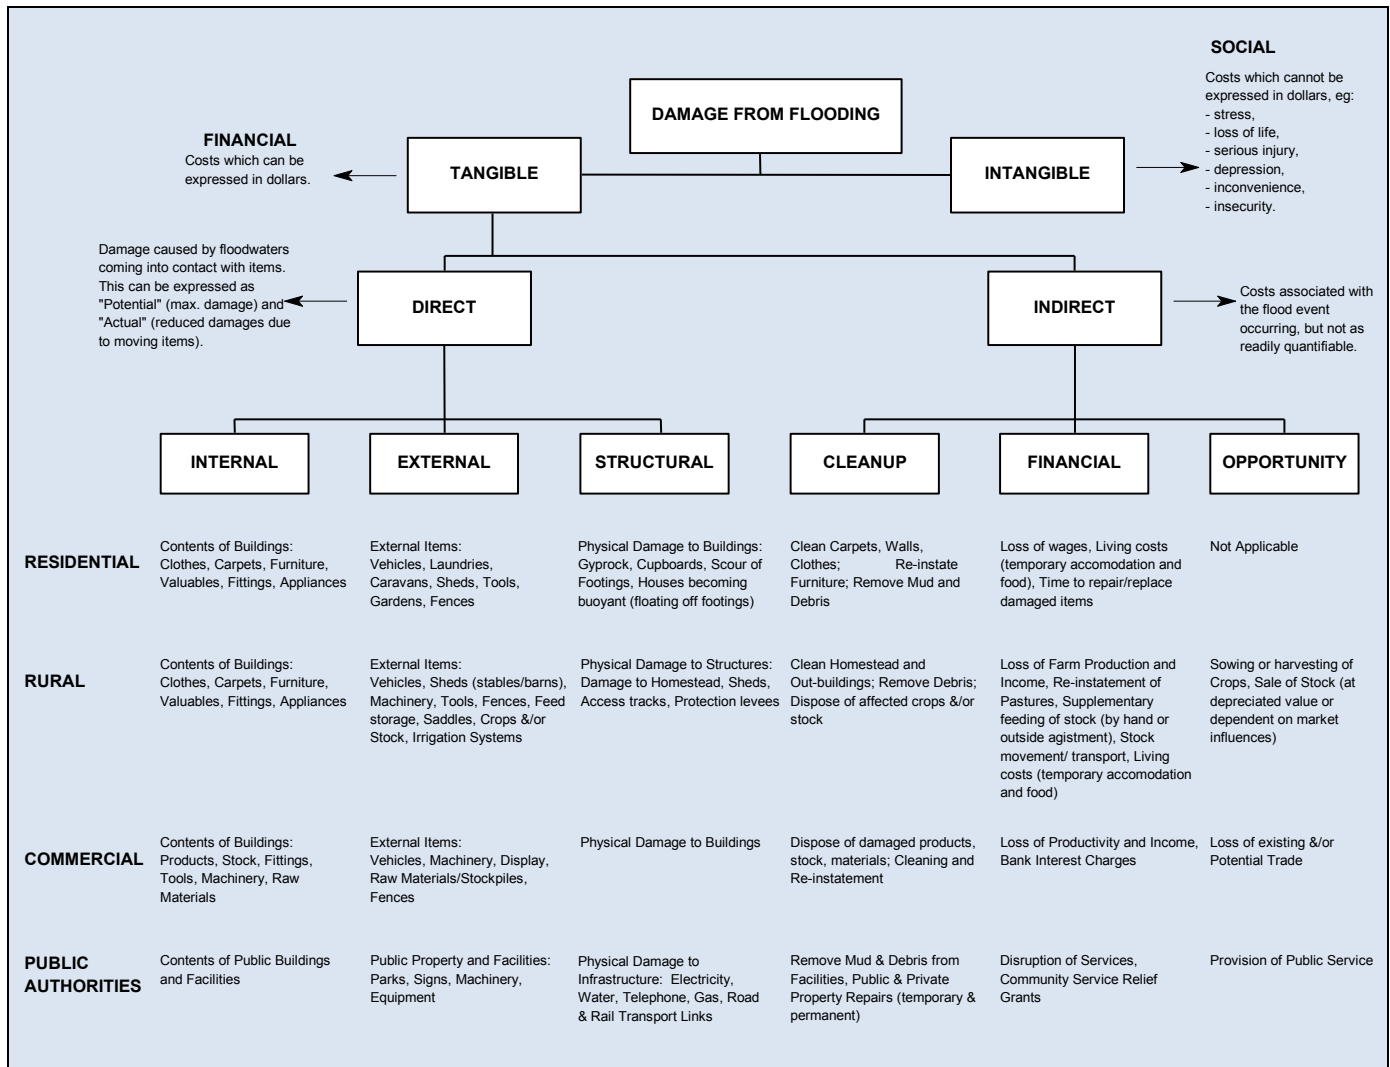 DAMAGE FROM FLOODING
SOCIAL
Costs which cannot be
expressed in dollars, eg:
- stress,
- loss of life,
- serious injury,
- depression,
- inconvenience,
- insecurity.
FINANCIAL
Costs which can be
expressed in dollars.
TANGIBLE
INTANGIBLE
Damage caused by floodwaters
coming into contact with items.
This can be expressed as
"Potential" (max. damage) and
"Actual" (reduced damages due
to moving items).
DIRECT
INDIRECT
Costs associated with
the flood event
occurring, but not as
readily quantifiable.
INTERNAL
EXTERNAL
STRUCTURAL
CLEANUP
FINANCIAL
OPPORTUNITY
RESIDENTIAL
Contents of Buildings:
Clothes, Carpets, Furniture,
Valuables, Fittings, Appliances
External Items:
Vehicles, Laundries,
Caravans, Sheds, Tools,
Gardens, Fences
Physical Damage to Buildings:
Gyprock, Cupboards, Scour of
Footings, Houses becoming
buoyant (floating off footings)
Clean Carpets, Walls,
Clothes; Re-instate
Furniture; Remove Mud and
Debris
Loss of wages, Living costs
(temporary accomodation and
food), Time to repair/replace
damaged items
Not Applicable
RURAL
Contents of Buildings:
Clothes, Carpets, Furniture,
Valuables, Fittings, Appliances
External Items:
Vehicles, Sheds (stables/barns),
Machinery, Tools, Fences, Feed
storage, Saddles, Crops &/or
Stock, Irrigation Systems
Physical Damage to Structures:
Damage to Homestead, Sheds,
Access tracks, Protection levees
Clean Homestead and
Out-buildings; Remove Debris;
Dispose of affected crops &/or
stock
Loss of Farm Production and
Income, Re-instatement of
Pastures, Supplementary
feeding of stock (by hand or
outside agistment), Stock
movement/ transport, Living
costs (temporary accomodation
and food)
Sowing or harvesting of
Crops, Sale of Stock (at
depreciated value or
dependent on market
influences)
COMMERCIAL
Contents of Buildings:
Products, Stock, Fittings,
Tools, Machinery, Raw
Materials
External Items:
Vehicles, Machinery, Display,
Raw Materials/Stockpiles,
Fences
Physical Damage to Buildings
Dispose of damaged products,
stock, materials; Cleaning and
Re-instatement
Loss of Productivity and Income,
Bank Interest Charges
Loss of existing &/or
Potential Trade
PUBLIC
AUTHORITIES
Contents of Public Buildings
and Facilities
Public Property and Facilities:
Parks, Signs, Machinery,
Equipment
Physical Damage to
Infrastructure: Electricity,
Water, Telephone, Gas, Road
& Rail Transport Links
Remove Mud & Debris from
Facilities, Public & Private
Property Repairs (temporary &
permanent)
Disruption of Services,
Community Service Relief
Grants
Provision of Public Service